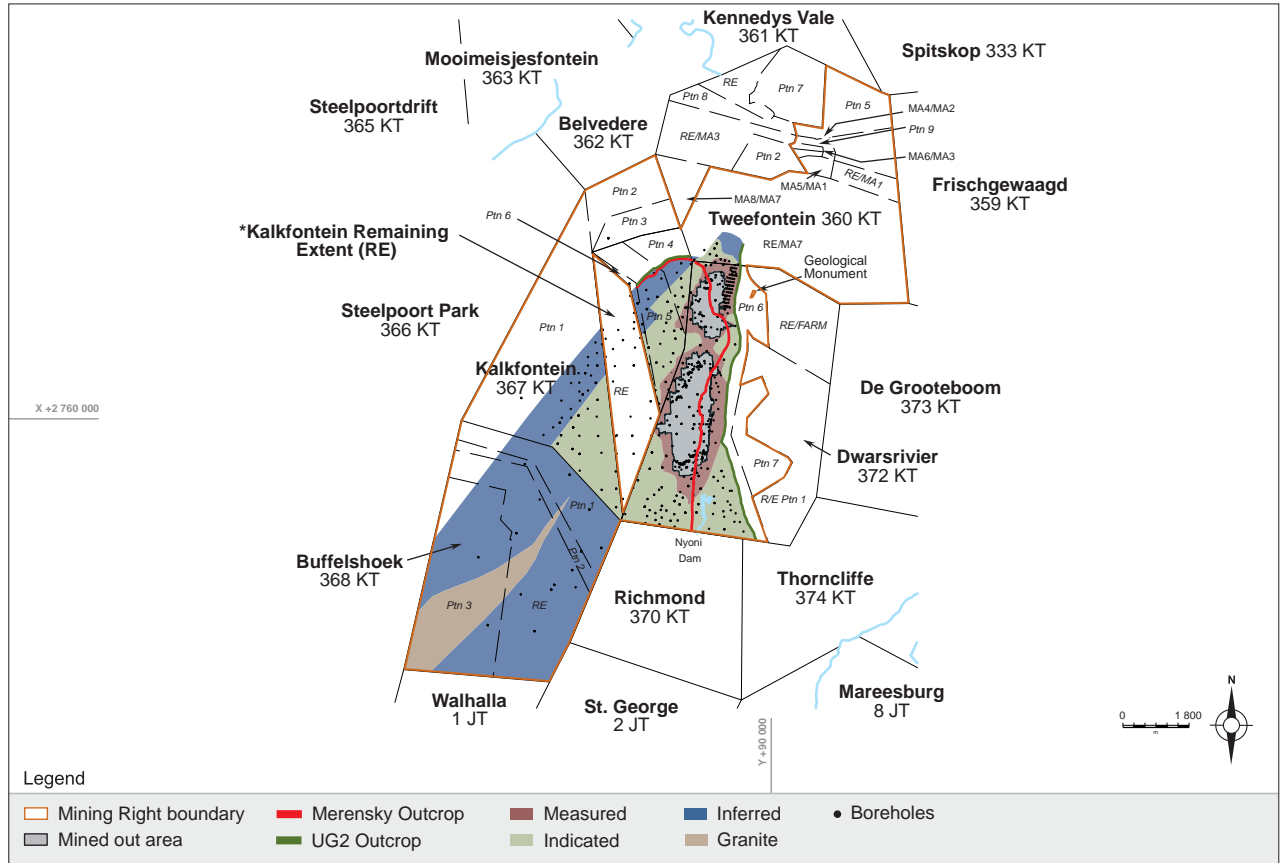 Kennedys Vale
361 KT
Spitskop 333 KT
Mooimeisjesfontein
363 KT
RE
Ptn 7
Ptn 8
Ptn 5
MA4/MA2
Steelpoortdrift
365 KT
Belvedere
362 KT
Ptn 9
RE/MA3
Ptn 2
MA6/MA3
RE/MA1
MA5/MA1
Frischgewaagd
359 KT
Ptn 2
MA8/MA7
Ptn 6
Ptn 3
Tweefontein 360 KT
*Kalkfontein Remaining
Extent (RE)
Ptn 4
RE/MA7
Geological
Monument
Steelpoort Park
366 KT
Ptn 1
Ptn 5
Ptn 6
RE/FARM
Kalkfontein
367 KT
RE
De Grooteboom
373 KT
X +2 760 000
Dwarsrivier
372 KT
Ptn 7
R/E Ptn 1
Ptn 1
Ptn 2
Nyoni
Dam
Buffelshoek
368 KT
Ptn 3
RE
Richmond
370 KT
Thorncliffe
374 KT
Walhalla
1 JT
St. George
2 JT
Mareesburg
8 JT
Y +90 000
0 1 800
m
N
Legend
Mining Right boundary Merensky Outcrop Measured Inferred Boreholes
Mined out area UG2 Outcrop Indicated Granite